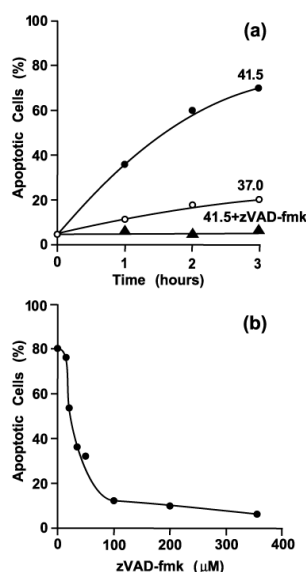 (a)
Apoptotic Cells (%)
100
80
60
40
20
0
41.5
37.0
41.5+zVAD-fmk
0 1 2 3
Time (hours)
(b)
Apoptotic Cells (%)
100
80
60
40
20
0
0 100 200 300 400
zVAD-fmk (μM)